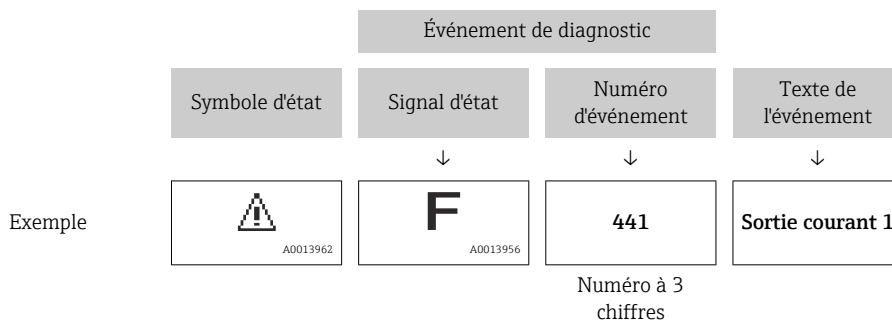 Événement de diagnostic
Symbole d'état
Signal d'état
Numéro
d'événement
Texte de
l'événement
↓
↓
↓
Exemple
A0013962
F
A0013956
441
Sortie courant 1
Numéro à 3
chiffres